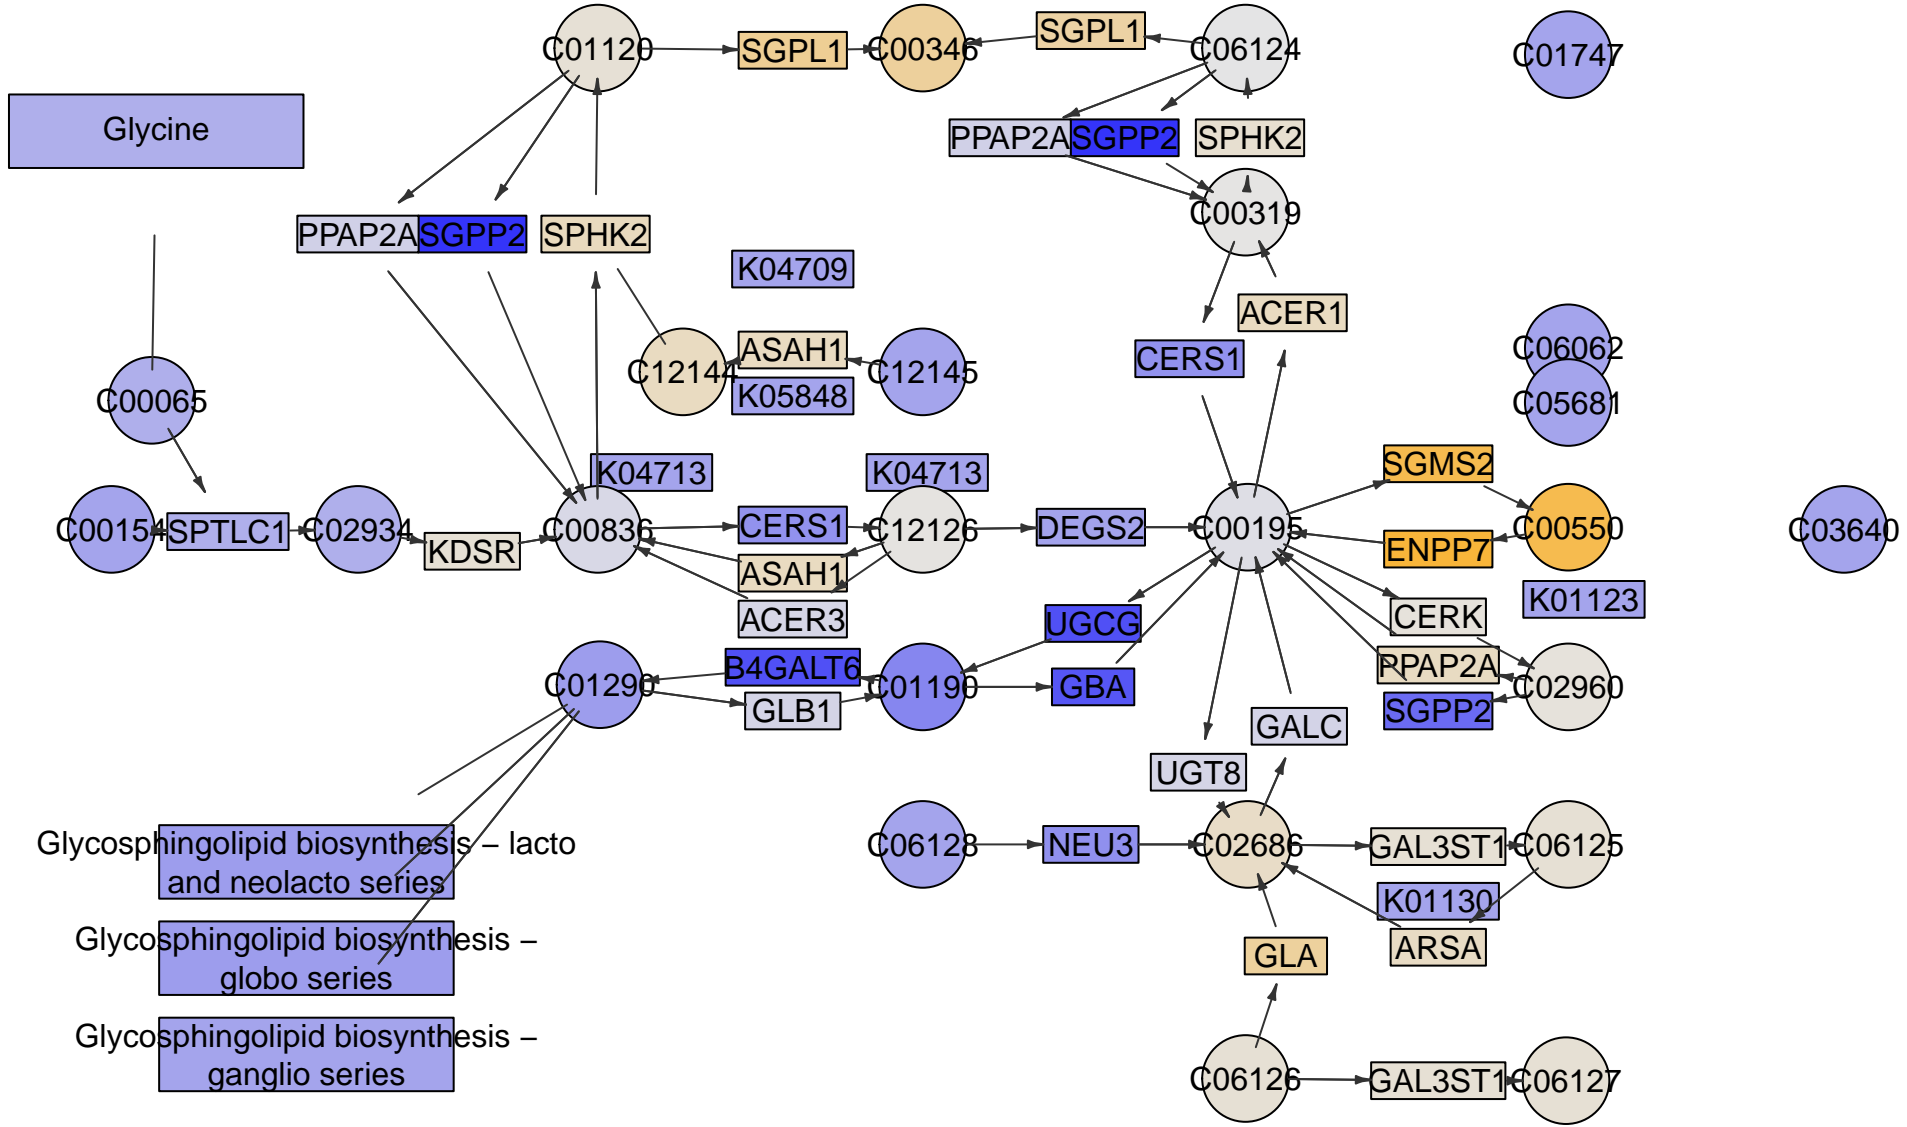 C01120
SGPL1
C00346
SGPL1
C06124
C01747
Glycine
PPAP2A
SGPP2
SPHK2
C00319
PPAP2A
SGPP2
SPHK2
K04709
ACER1
ASAH1
C12144
C12145
K05848
CERS1
C06062
C05681
C00065
K04713
K04713
SGMS2
C00154
SPTLC1
C02934
KDSR
C00836
CERS1
C12126
DEGS2
C00195
C00550
C03640
ENPP7
ASAH1
ACER3
UGCG
CERK
K01123
B4GALT6
PPAP2A
C01290
C01190
GBA
C02960
GLB1
SGPP2
GALC
UGT8
Glycosphingolipid biosynthesis – lacto
and neolacto series
C06128
NEU3
C02686
GAL3ST1
C06125
K01130
Glycosphingolipid biosynthesis –
globo series
GLA
ARSA
Glycosphingolipid biosynthesis –
ganglio series
C06126
GAL3ST1
C06127